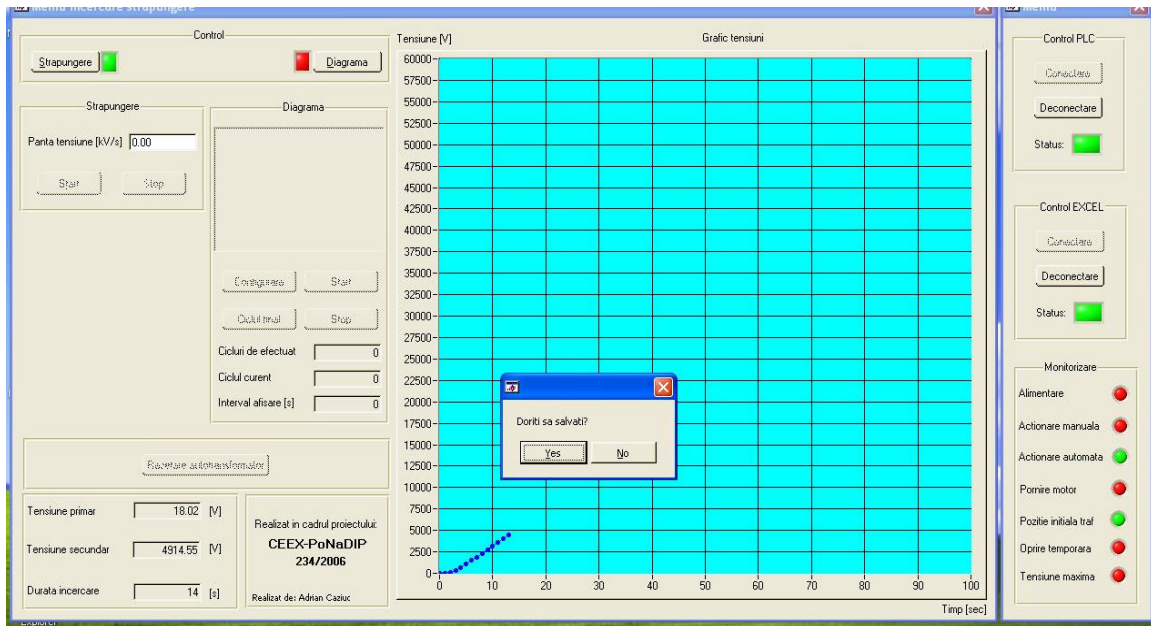 Meniu incercare strapungere
Control
Strapungere
Diagrama
Strapungere
Panta tensiune [kV/s] 0.00
Start Stop
Diagrama
Configurare Start
Ciclul final Stop
Cicluri de efectuat 0
Ciclul curent 0
Interval afisare [s] 0
Resetare autotransformator
Tensiune primar 18.02 [V]
Tensiune secundar 4914.55 [V]
Durata incercare 14 [s]
Realizat in cadrul proiectului:
CEEX-PoNaDIP
234/2006
Realizat de: Adrian Caziuc
Tensiune [V]
Grafic tensiuni
60000
57500
55000
52500
50000
47500
45000
42500
40000
37500
35000
32500
30000
27500
25000
22500
20000
17500
15000
12500
10000
7500
5000
2500
0
0 10 20 30 40 50 60 70 80 90 100
Timp [sec]
Doriti sa salvati?
Yes No
Meniu
Control PLC
Conectare
Deconectare
Status:
Control EXCEL
Conectare
Deconectare
Status:
Monitorizare
Alimentare
Actionare manuala
Actionare automata
Pornire motor
Pozitie initiala traf
Oprire temporara
Tensiune maxima
Explorer